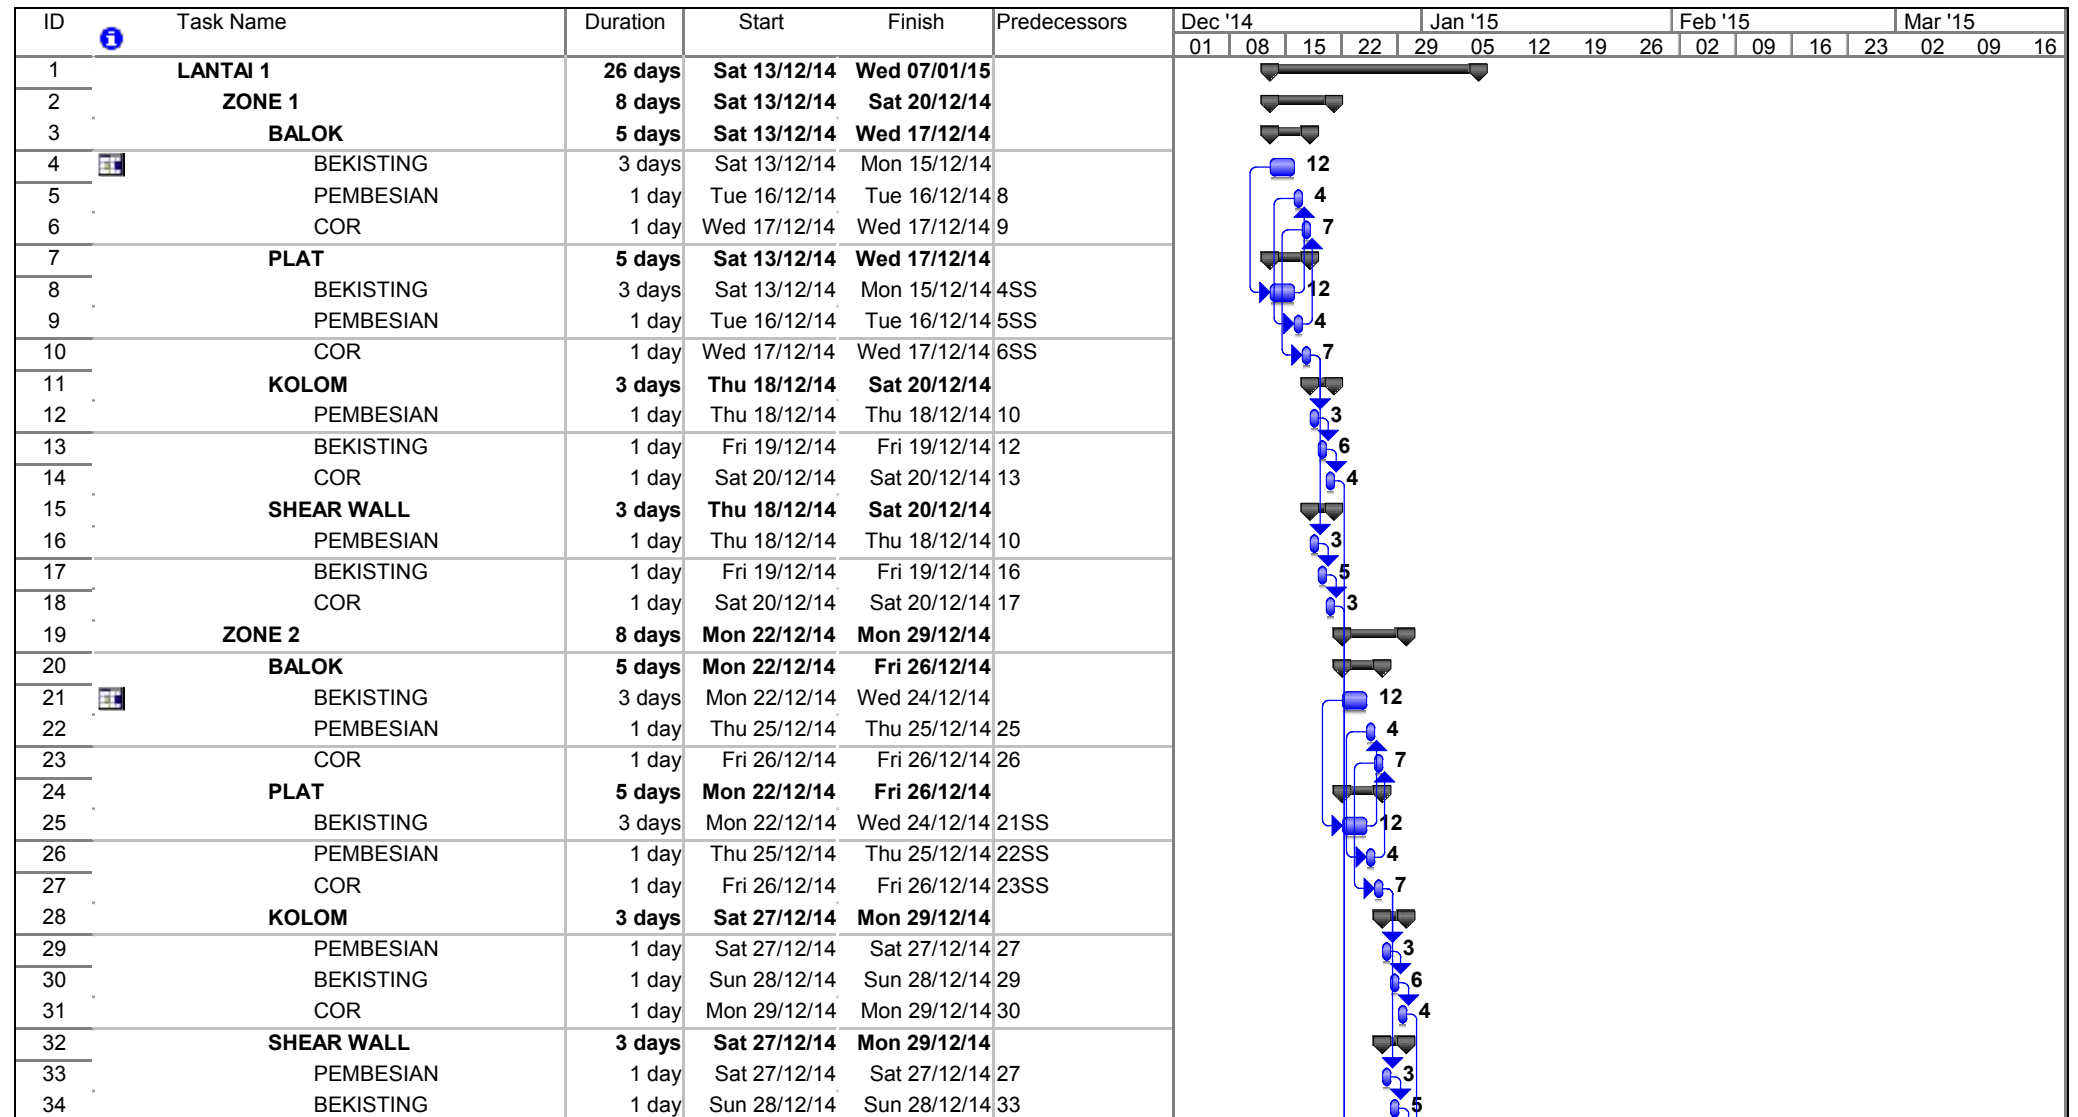 ID Task Name Duration Start Finish Predecessors Dec '14 Jan '15 Feb '15 Mar '15
01 08 15 22 29 05 12 19 26 02 09 16 23 02 09 16
1 LANTAI 1 26 days Sat 13/12/14 Wed 07/01/15
2 ZONE 1 8 days Sat 13/12/14 Sat 20/12/14
3 BALOK 5 days Sat 13/12/14 Wed 17/12/14
4 BEKISTING 3 days Sat 13/12/14 Mon 15/12/14 12
5 PEMBESIAN 1 day Tue 16/12/14 Tue 16/12/14 8 4
6 COR 1 day Wed 17/12/14 Wed 17/12/14 9 7
7 PLAT 5 days Sat 13/12/14 Wed 17/12/14
8 BEKISTING 3 days Sat 13/12/14 Mon 15/12/14 4SS 12
9 PEMBESIAN 1 day Tue 16/12/14 Tue 16/12/14 5SS 4
10 COR 1 day Wed 17/12/14 Wed 17/12/14 6SS 7
11 KOLOM 3 days Thu 18/12/14 Sat 20/12/14
12 PEMBESIAN 1 day Thu 18/12/14 Thu 18/12/14 10 3
13 BEKISTING 1 day Fri 19/12/14 Fri 19/12/14 12 6
14 COR 1 day Sat 20/12/14 Sat 20/12/14 13 4
15 SHEAR WALL 3 days Thu 18/12/14 Sat 20/12/14
16 PEMBESIAN 1 day Thu 18/12/14 Thu 18/12/14 10 3
17 BEKISTING 1 day Fri 19/12/14 Fri 19/12/14 16 5
18 COR 1 day Sat 20/12/14 Sat 20/12/14 17 3
19 ZONE 2 8 days Mon 22/12/14 Mon 29/12/14
20 BALOK 5 days Mon 22/12/14 Fri 26/12/14
21 BEKISTING 3 days Mon 22/12/14 Wed 24/12/14 12
22 PEMBESIAN 1 day Thu 25/12/14 Thu 25/12/14 25 4
23 COR 1 day Fri 26/12/14 Fri 26/12/14 26 7
24 PLAT 5 days Mon 22/12/14 Fri 26/12/14
25 BEKISTING 3 days Mon 22/12/14 Wed 24/12/14 21SS 12
26 PEMBESIAN 1 day Thu 25/12/14 Thu 25/12/14 22SS 4
27 COR 1 day Fri 26/12/14 Fri 26/12/14 23SS 7
28 KOLOM 3 days Sat 27/12/14 Mon 29/12/14
29 PEMBESIAN 1 day Sat 27/12/14 Sat 27/12/14 27 3
30 BEKISTING 1 day Sun 28/12/14 Sun 28/12/14 29 6
31 COR 1 day Mon 29/12/14 Mon 29/12/14 30 4
32 SHEAR WALL 3 days Sat 27/12/14 Mon 29/12/14
33 PEMBESIAN 1 day Sat 27/12/14 Sat 27/12/14 27 3
34 BEKISTING 1 day Sun 28/12/14 Sun 28/12/14 33 5